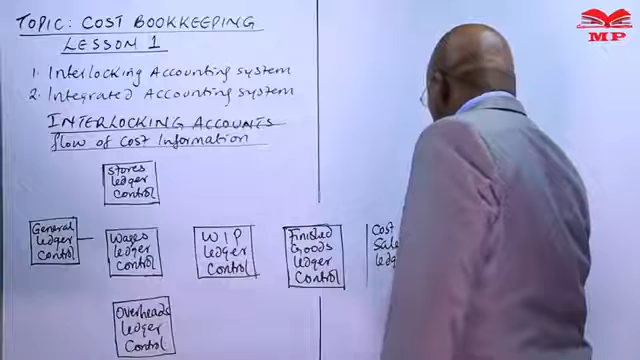 TOPIC: COST BOOKKEEPING
LESSON 1
1. Interlocking Accounting system
2. Integrated Accounting system
INTERLOCKING ACCOUNTS
flow of cost Information
Stores
ledger
control
General
ledger
control
Wages
ledger
Control
WIP
ledger
Control
Finished
Goods
ledger
Control
Cost
Sale
ledg
Overheads
ledger
Control
MP